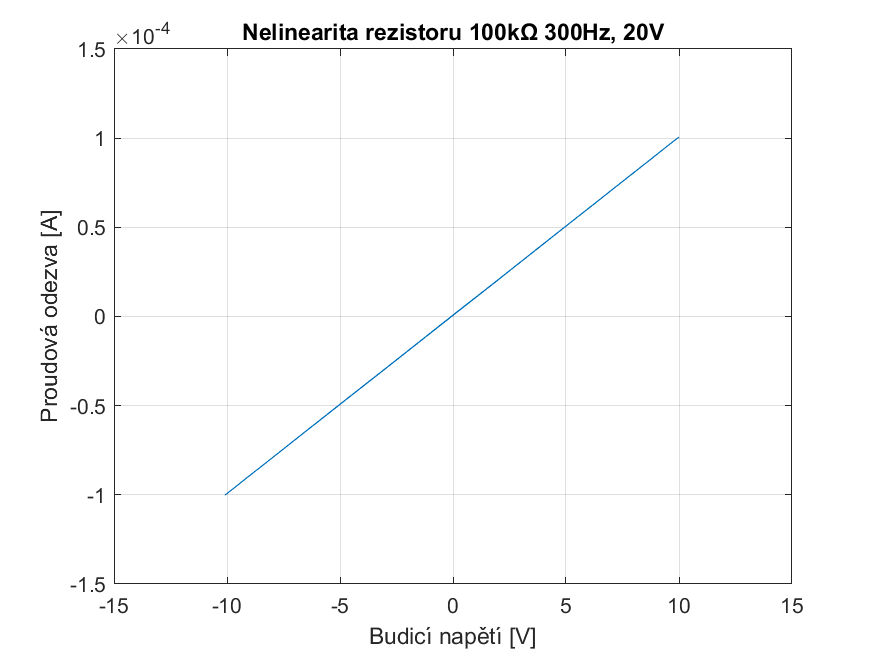 Nelinearita rezistoru 100kΩ 300Hz, 20V
×10-4
1.5
1
0.5
0
-0.5
-1
-1.5
Proudová odezva [A]
-15 -10 -5 0 5 10 15
Budicí napětí [V]